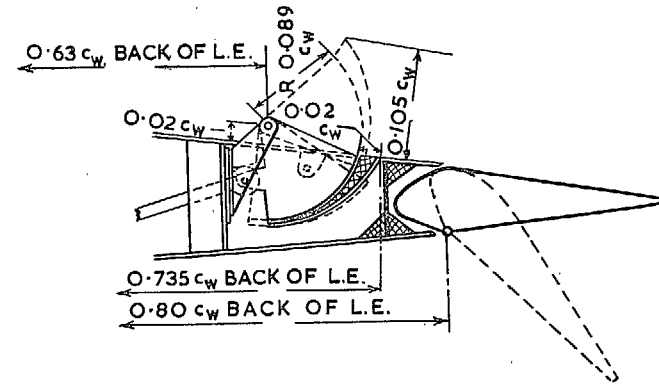 0·63 cw BACK OF L.E.
R 0·089 cw
0·02 cw
0·02 cw
0·105 cw
0·735 cw BACK OF L.E.
0·80 cw BACK OF L.E.